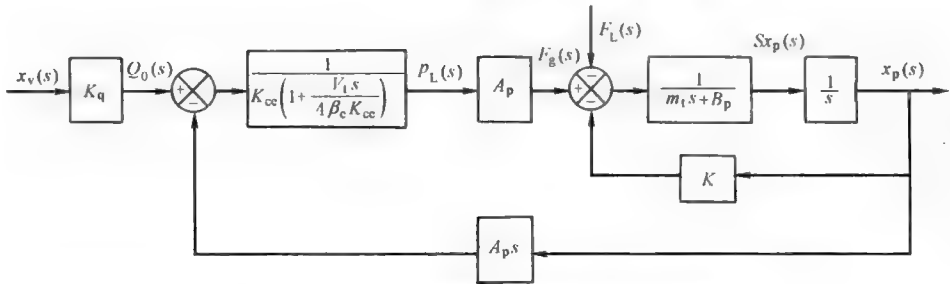 F_L(s)
x_v(s)
K_q
Q_0(s)
+
−
1
K_ce(1+
V_t s
4β_e K_ce
)
p_L(s)
A_p
F_g(s)
−
+
−
1
m_t s+B_p
Sx_p(s)
1
s
x_p(s)
K
A_p s